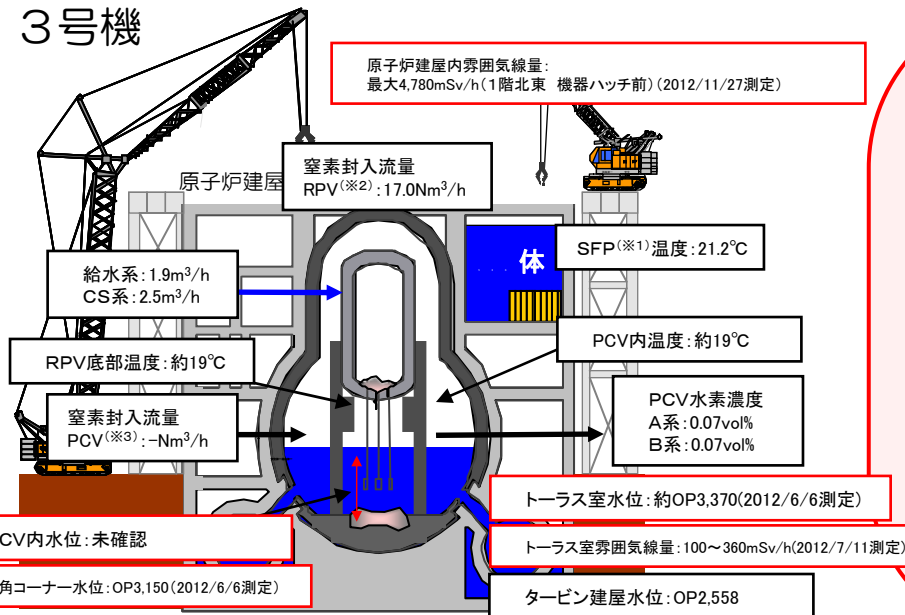 ３号機
原子炉建屋内雰囲気線量：
最大4,780mSv/h（1階北東 機器ハッチ前）（2012/11/27測定）
窒素封入流量
RPV（※2）：17.0Nm³/h
原子炉建屋
体
SFP（※1）温度：21.2℃
給水系：1.9m³/h
CS系：2.5m³/h
RPV底部温度：約19℃
PCV内温度：約19℃
窒素封入流量
PCV（※3）：-Nm³/h
PCV水素濃度
A系：0.07vol%
B系：0.07vol%
トーラス室水位：約OP3,370（2012/6/6測定）
CV内水位：未確認
トーラス室雰囲気線量：100～360mSv/h（2012/7/11測定）
角コーナー水位：OP3,150（2012/6/6測定）
タービン建屋水位：OP2,558